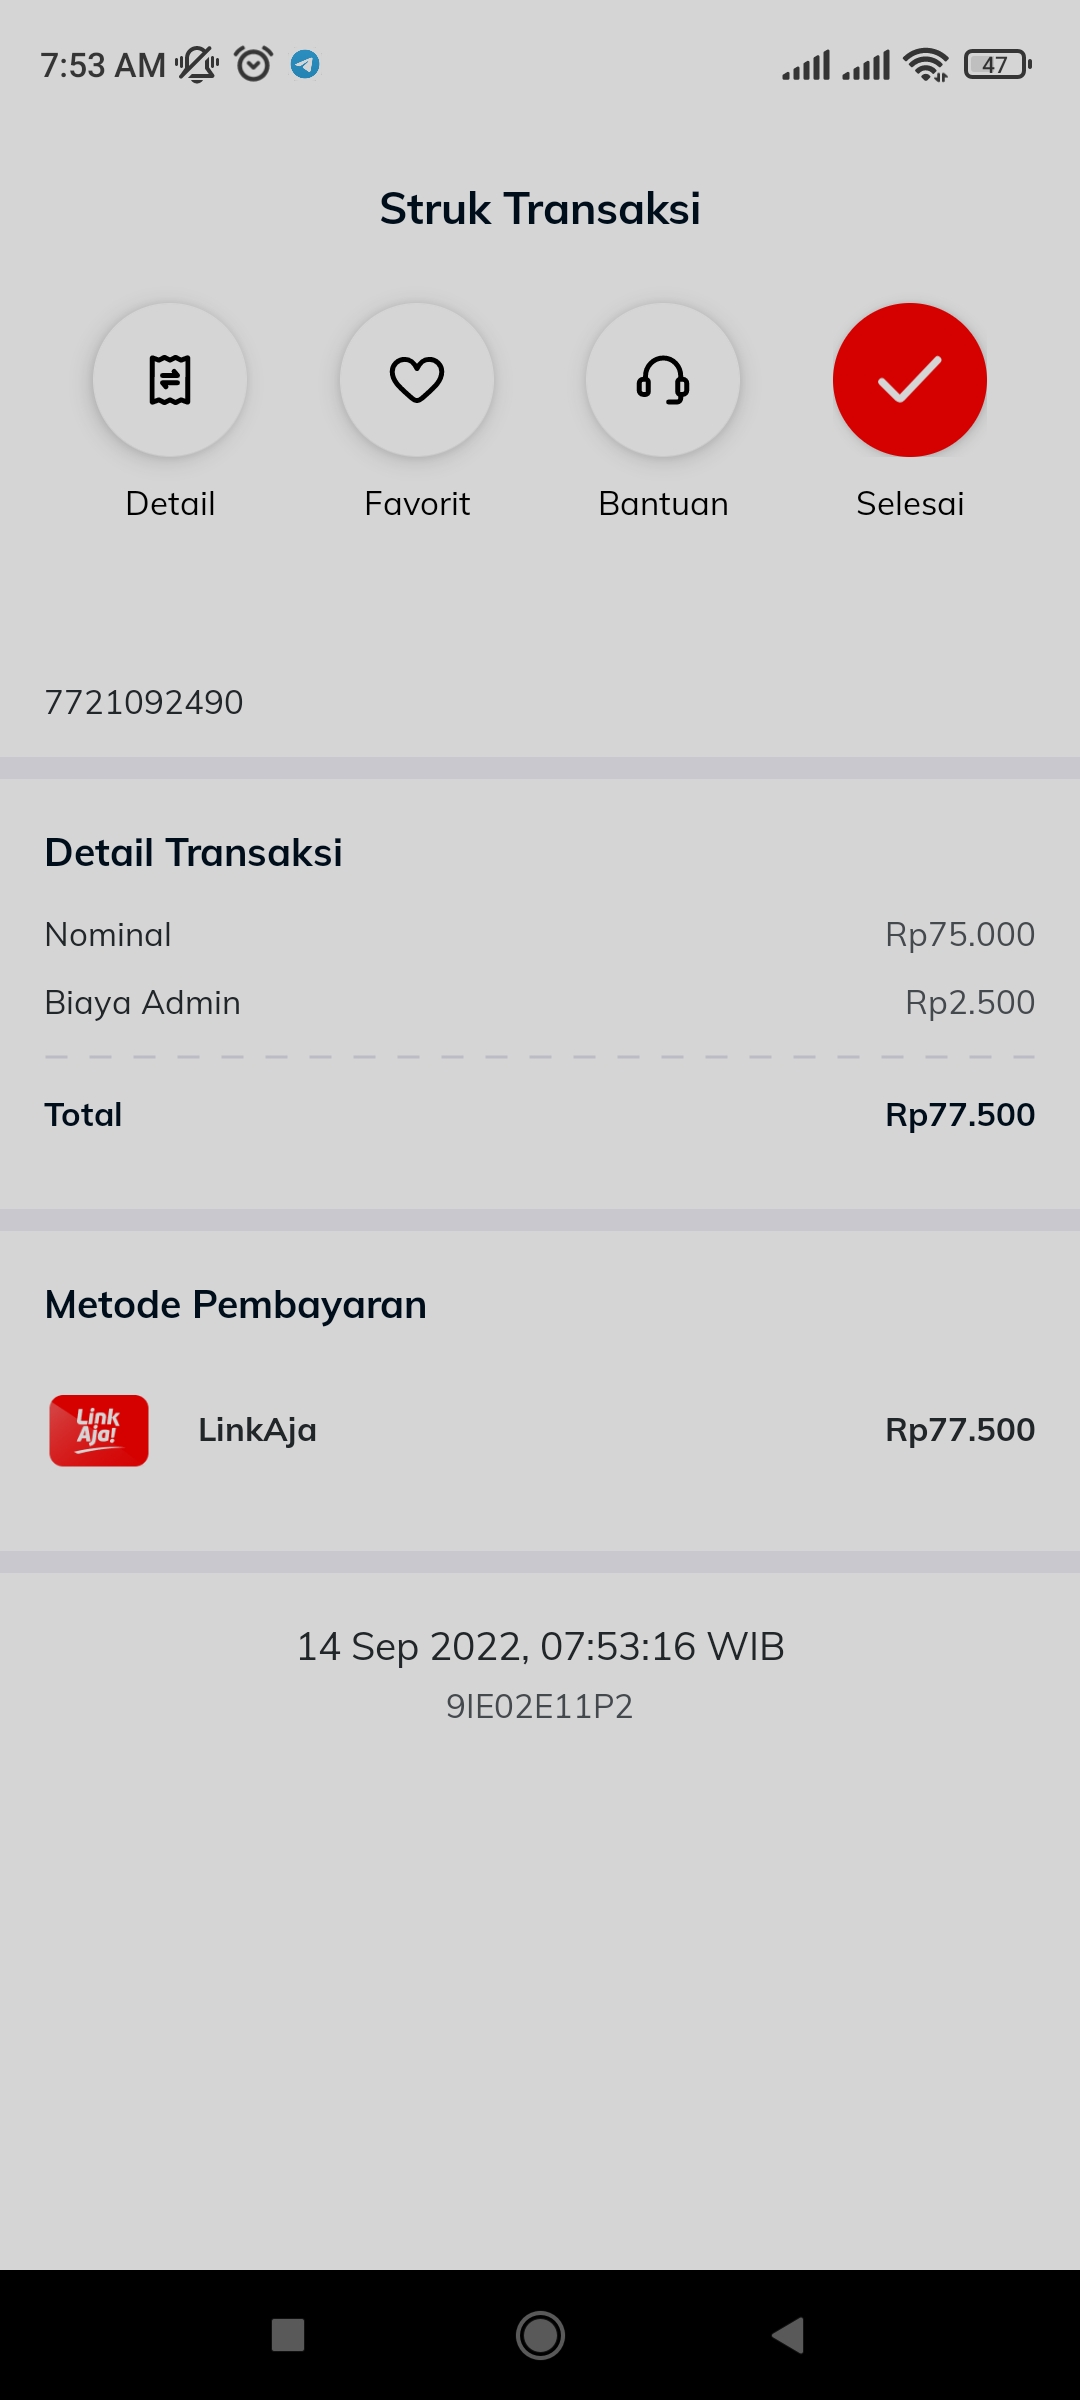 7:53 AM
47
Struk Transaksi
Detail Favorit Bantuan Selesai
7721092490
Detail Transaksi
Nominal Rp75.000
Biaya Admin Rp2.500
Total Rp77.500
Metode Pembayaran
Link
Aja!
LinkAja Rp77.500
14 Sep 2022, 07:53:16 WIB
9IE02E11P2